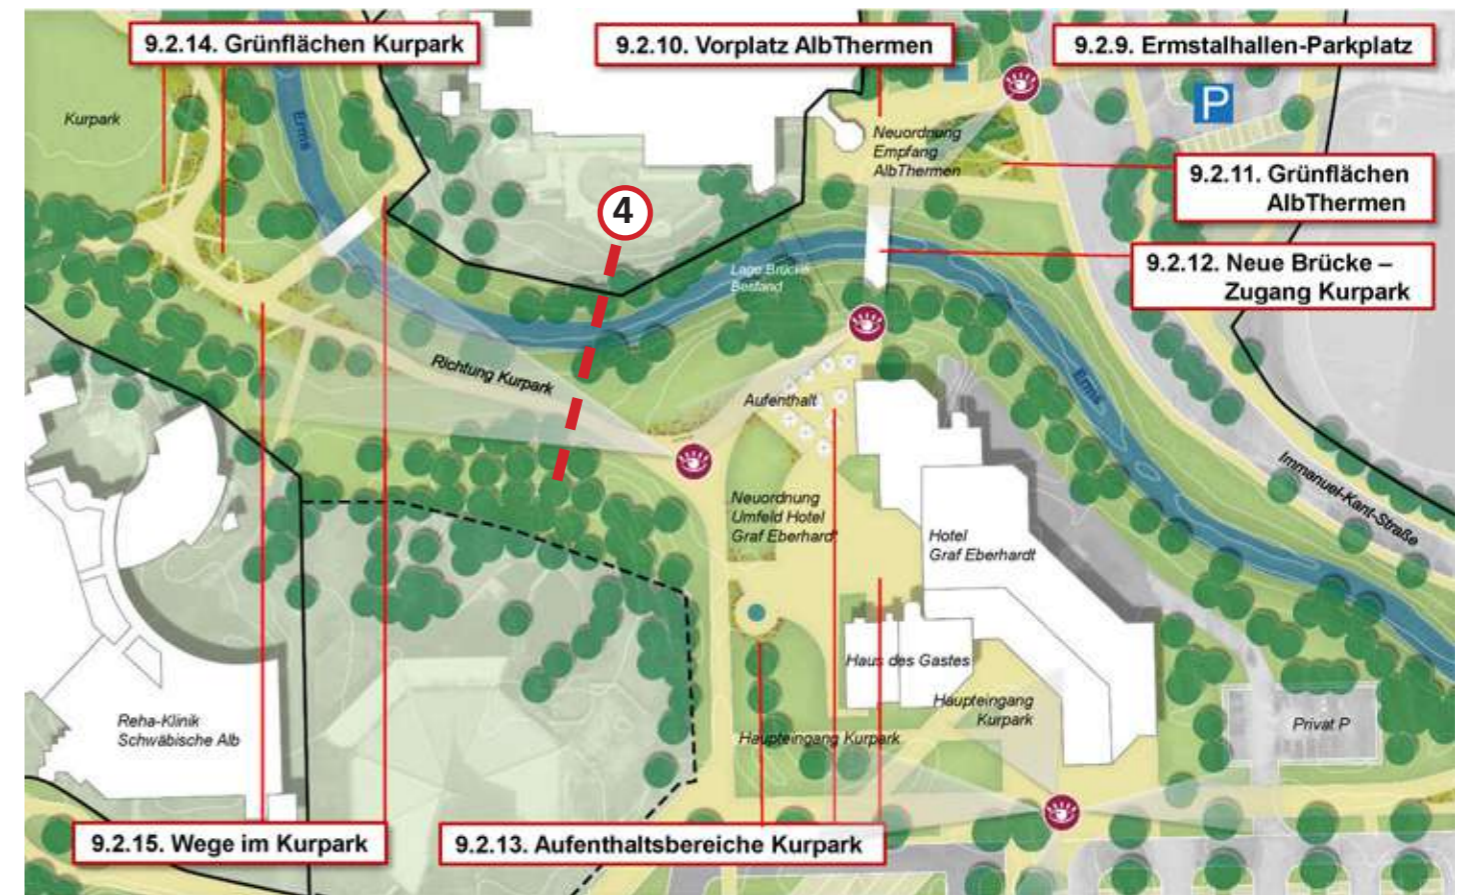 9.2.14. Grünflächen Kurpark
9.2.10. Vorplatz AlbThermen
9.2.9. Ermstalhallen-Parkplatz
Kurpark
Erms
P
Neuordnung
Empfang
AlbThermen
9.2.11. Grünflächen
AlbThermen
4
9.2.12. Neue Brücke –
Zugang Kurpark
Lage Brücke
Bestand
Richtung Kurpark
Aufenthalt
Erms
Immanuel-Kant-Straße
Neuordnung
Umfeld Hotel
Graf Eberhardt
Hotel
Graf Eberhardt
Haus des Gastes
Haupteingang
Kurpark
Reha-Klinik
Schwäbische Alb
Haupteingang Kurpark
Privat P
9.2.15. Wege im Kurpark
9.2.13. Aufenthaltsbereiche Kurpark